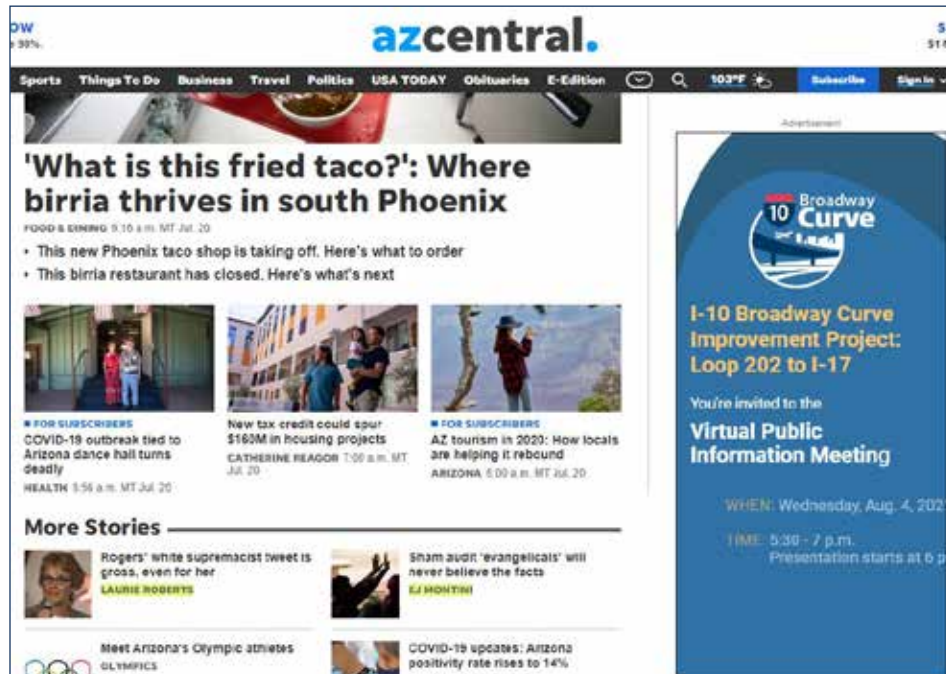 OW
90%.
azcentral.
S
$1
Sports Things To Do Business Travel Politics USA TODAY Obituaries E-Edition 103°F Subscribe Sign In
'What is this fried taco?': Where
birria thrives in south Phoenix
FOOD & DINING 9:16 a.m. MT Jul. 20
This new Phoenix taco shop is taking off. Here's what to order
This birria restaurant has closed. Here's what's next
FOR SUBSCRIBERS
COVID-19 outbreak tied to
Arizona dance hall turns
deadly
HEALTH 5:56 a.m. MT Jul. 20
New tax credit could spur
$160M in housing projects
CATHERINE REAGOR 7:00 a.m. MT
Jul. 20
FOR SUBSCRIBERS
AZ tourism in 2020: How locals
are helping it rebound
ARIZONA 6:00 a.m. MT Jul. 20
More Stories
Rogers' white supremacist tweet is
gross, even for her
LAURIE ROBERTS
Sham audit 'evangelicals' will
never believe the facts
EJ MONTINI
Meet Arizona's Olympic athletes
OLYMPICS
COVID-19 updates: Arizona
positivity rate rises to 14%
Advertisement
10 Broadway
Curve
I-10 Broadway Curve
Improvement Project:
Loop 202 to I-17
You're invited to the
Virtual Public
Information Meeting
WHEN: Wednesday, Aug. 4, 202
TIME: 5:30 - 7 p.m.
Presentation starts at 6 p